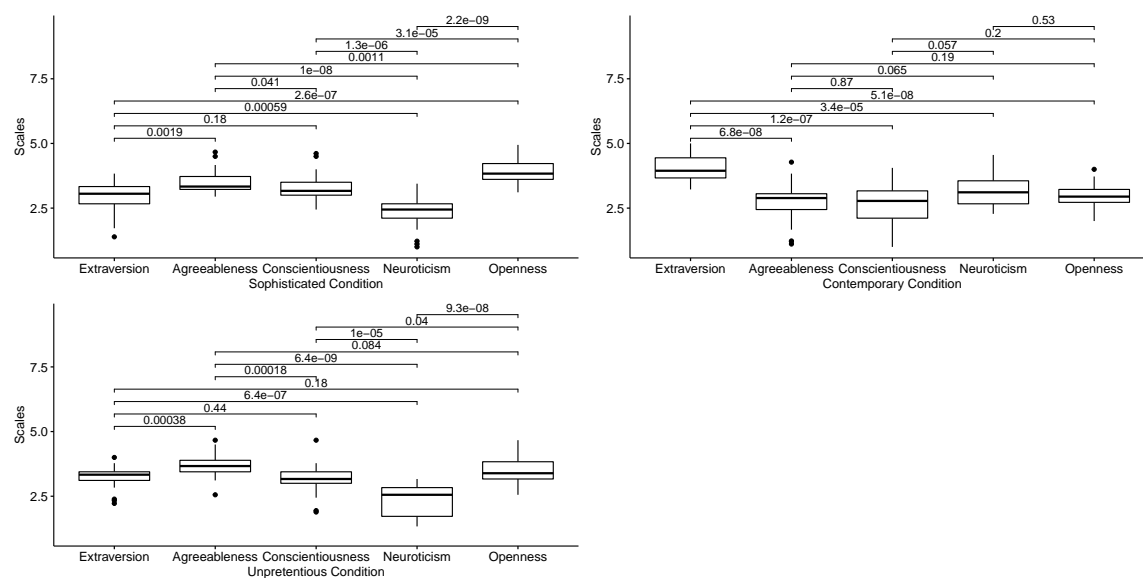 2.2e−09
3.1e−05
1.3e−06
0.0011
1e−08
0.041
2.6e−07
0.00059
0.18
0.0019
7.5
5.0
2.5
Scales
Extraversion Agreeableness Conscientiousness Neuroticism Openness
Sophisticated Condition
0.53
0.2
0.057
0.19
0.065
0.87
5.1e−08
3.4e−05
1.2e−07
6.8e−08
7.5
5.0
2.5
Scales
Extraversion Agreeableness Conscientiousness Neuroticism Openness
Contemporary Condition
9.3e−08
0.04
1e−05
0.084
6.4e−09
0.00018
0.18
6.4e−07
0.44
0.00038
7.5
5.0
2.5
Scales
Extraversion Agreeableness Conscientiousness Neuroticism Openness
Unpretentious Condition